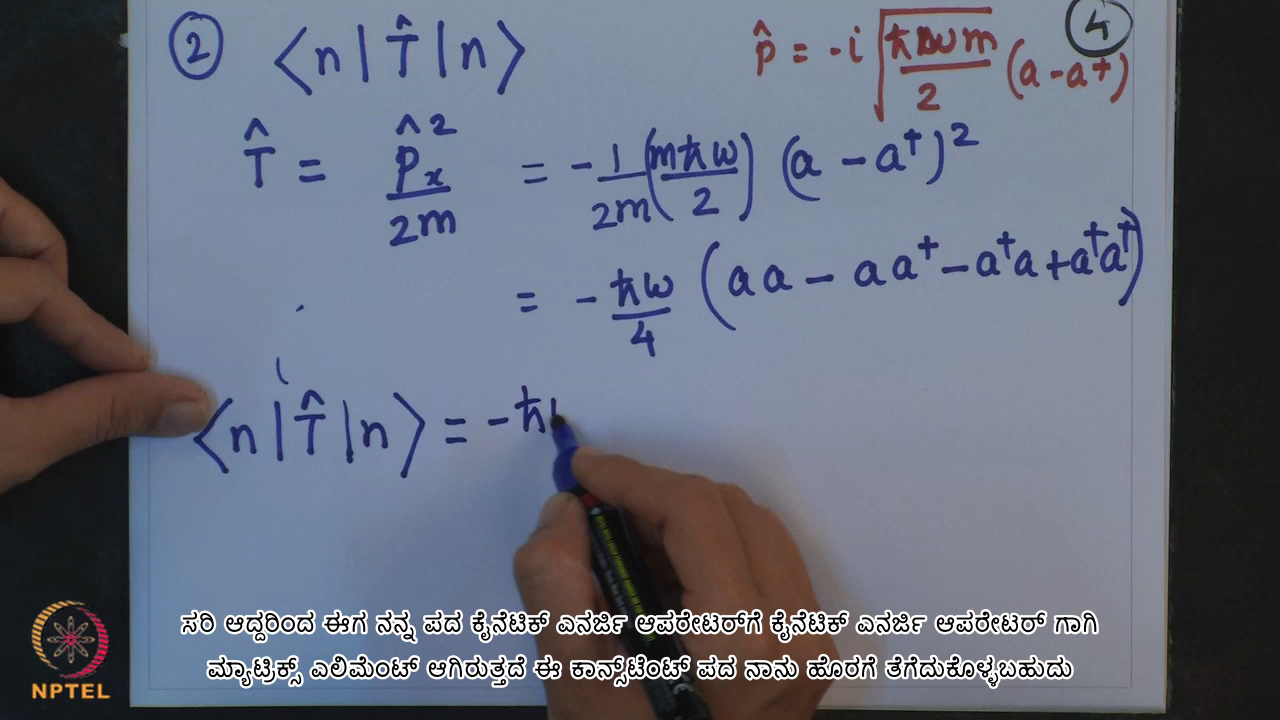 ② ⟨n|T̂|n⟩ p̂ = -i √(ħωm/2) (a-a†) ④
T̂ = p̂ₓ²/2m = -1/2m (mħω/2) (a - a†)²
= - ħω/4 (aa - aa† - a†a + a†a†)
⟨n|T̂|n⟩ = - ħ
ಸರಿ ಆದ್ದರಿಂದ ಈಗ ನನ್ನ ಪದ ಕೈನೆಟಿಕ್ ಎನರ್ಜಿ ಆಪರೇಟರ್‌ಗೆ ಕೈನೆಟಿಕ್ ಎನರ್ಜಿ ಆಪರೇಟರ್ ಗಾಗಿ
ಮ್ಯಾಟ್ರಿಕ್ಸ್ ಎಲಿಮೆಂಟ್ ಆಗಿರುತ್ತದೆ ಈ ಕಾನ್ಸ್‌ಟೆಂಟ್ ಪದ ನಾನು ಹೊರಗೆ ತೆಗೆದುಕೊಳ್ಳಬಹುದು
NPTEL